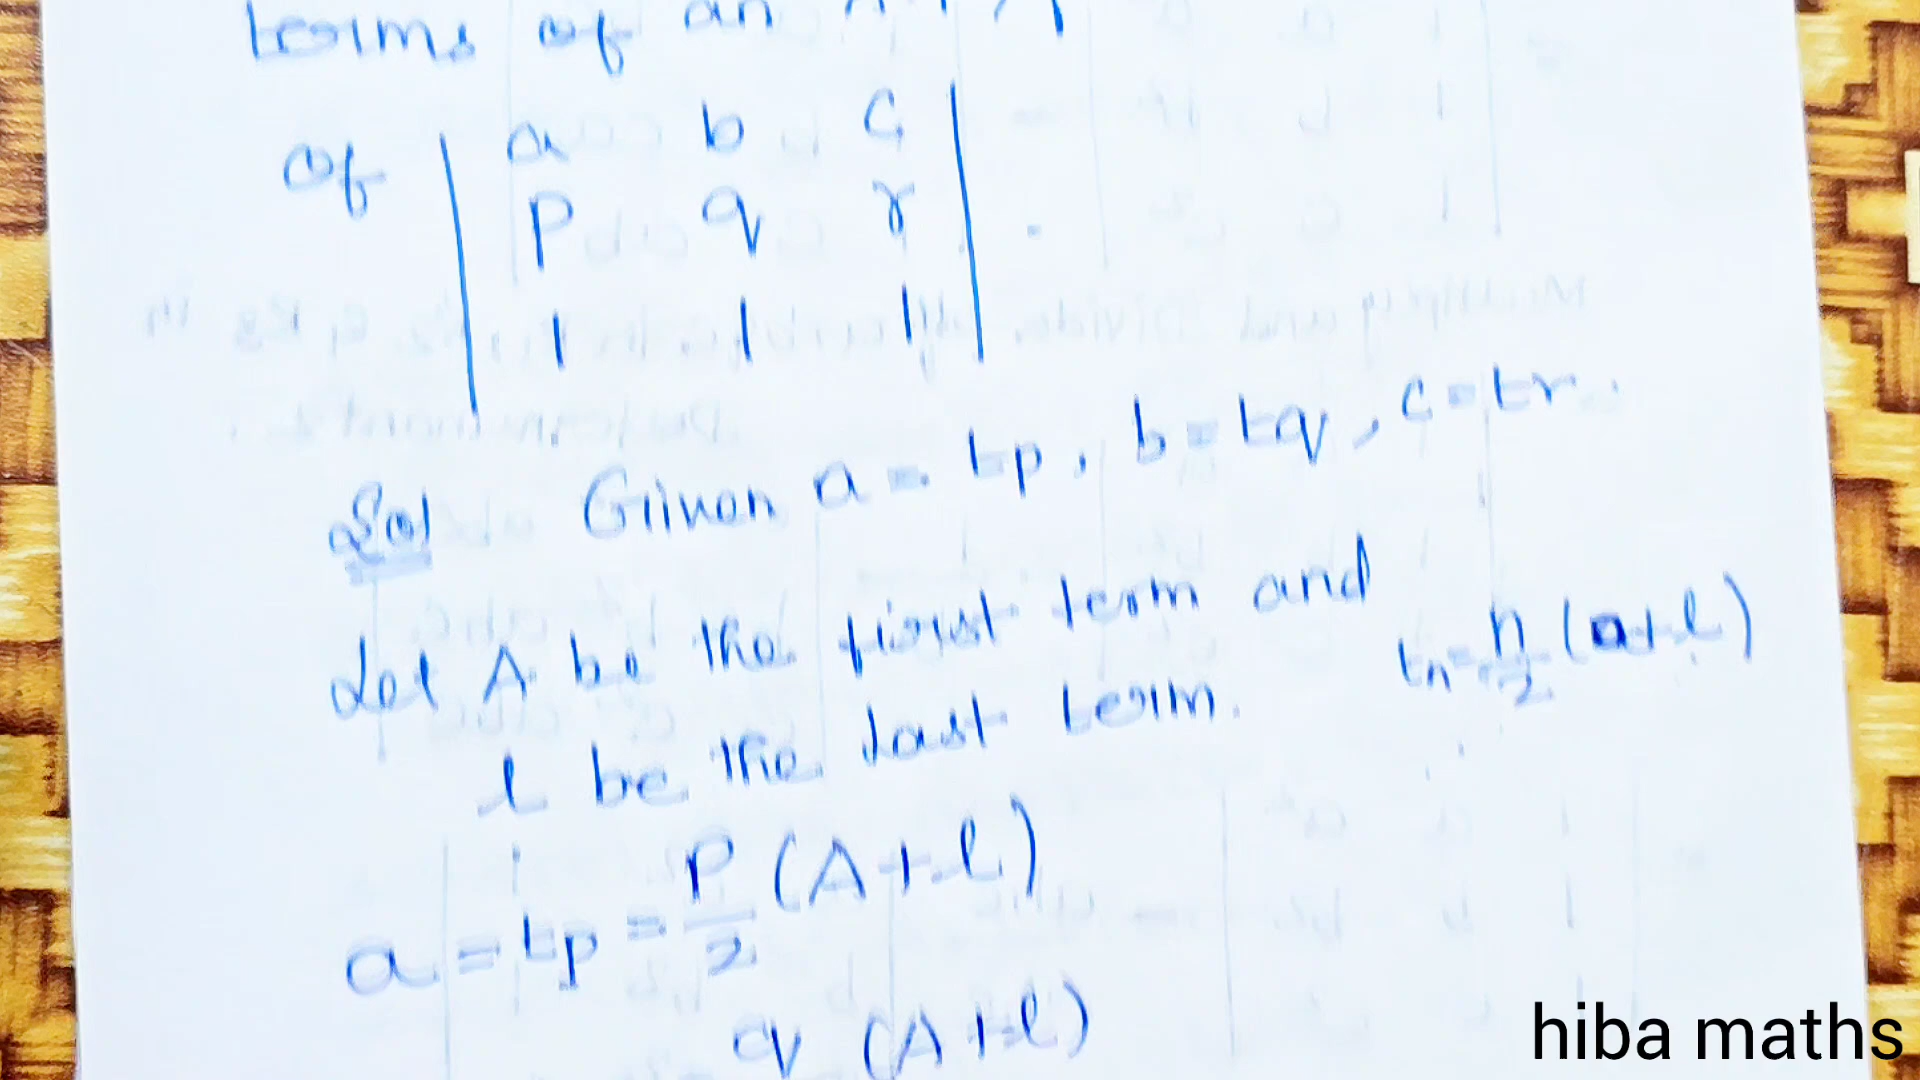 terms of an A.P,
of | a b c |
| p q r |
| 1 1 1 |
Sol Given a = tp, b = tq, c = tr.
Let A be the first term and
l be the last term. tn = n/2 (a+l)
a = tp = p/2 (A+l)
q (A+l)
hiba maths